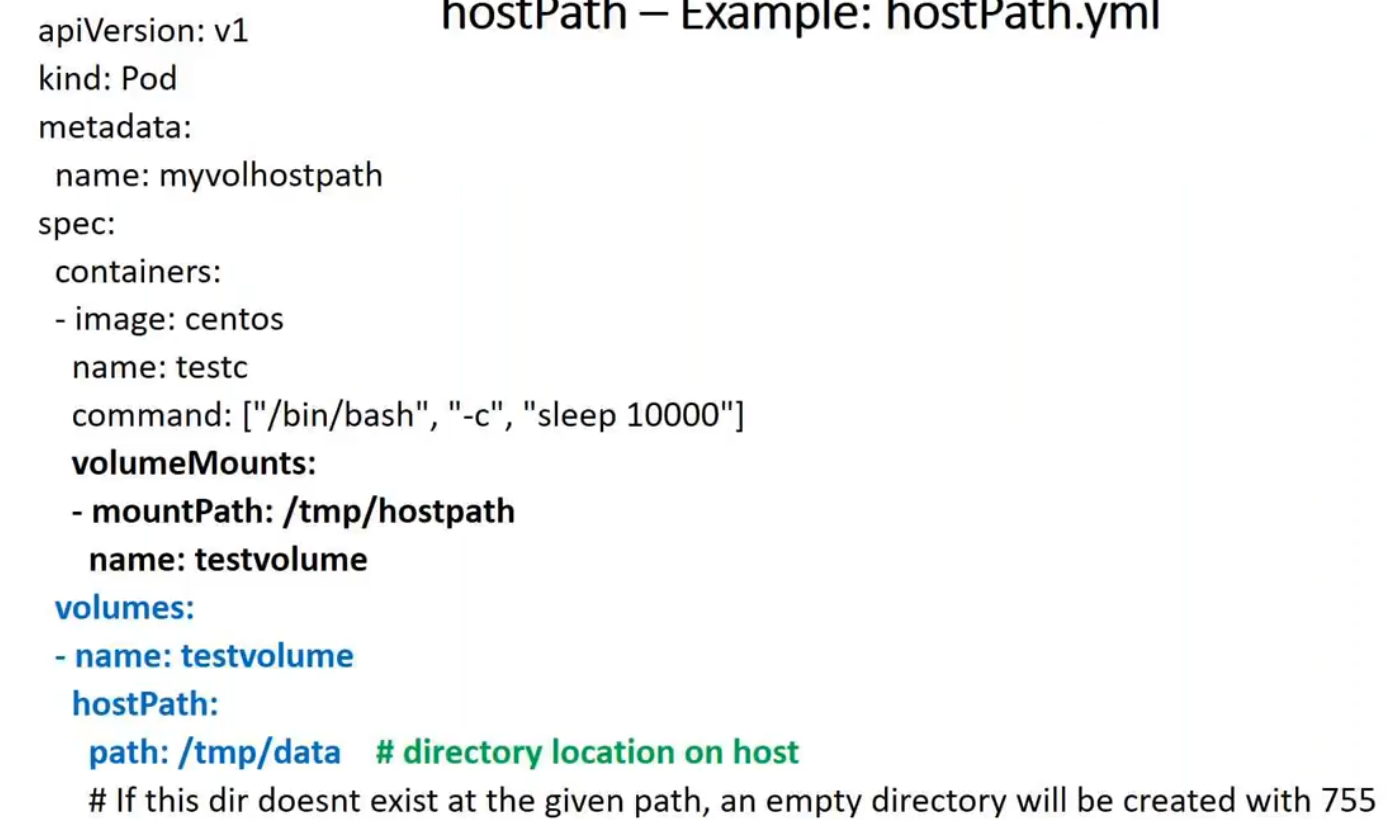 hostPath – Example: hostPath.yml
apiVersion: v1
kind: Pod
metadata:
  name: myvolhostpath
spec:
  containers:
  - image: centos
    name: testc
    command: ["/bin/bash", "-c", "sleep 10000"]
    volumeMounts:
    - mountPath: /tmp/hostpath
      name: testvolume
  volumes:
  - name: testvolume
    hostPath:
      path: /tmp/data    # directory location on host
      # If this dir doesnt exist at the given path, an empty directory will be created with 755